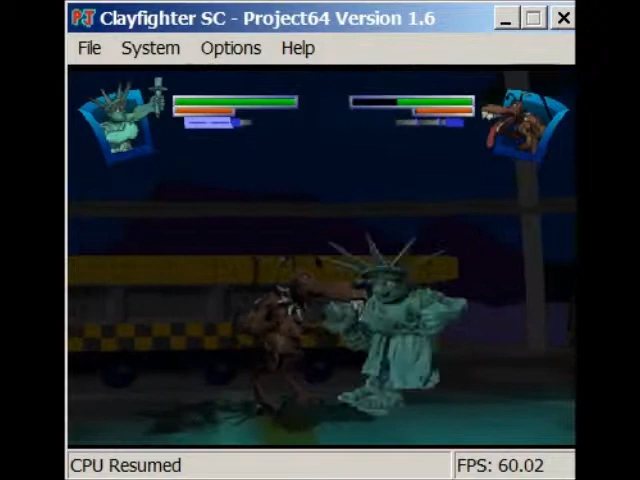 Clayfighter SC - Project64 Version 1.6
File System Options Help
CPU Resumed
FPS: 60.02